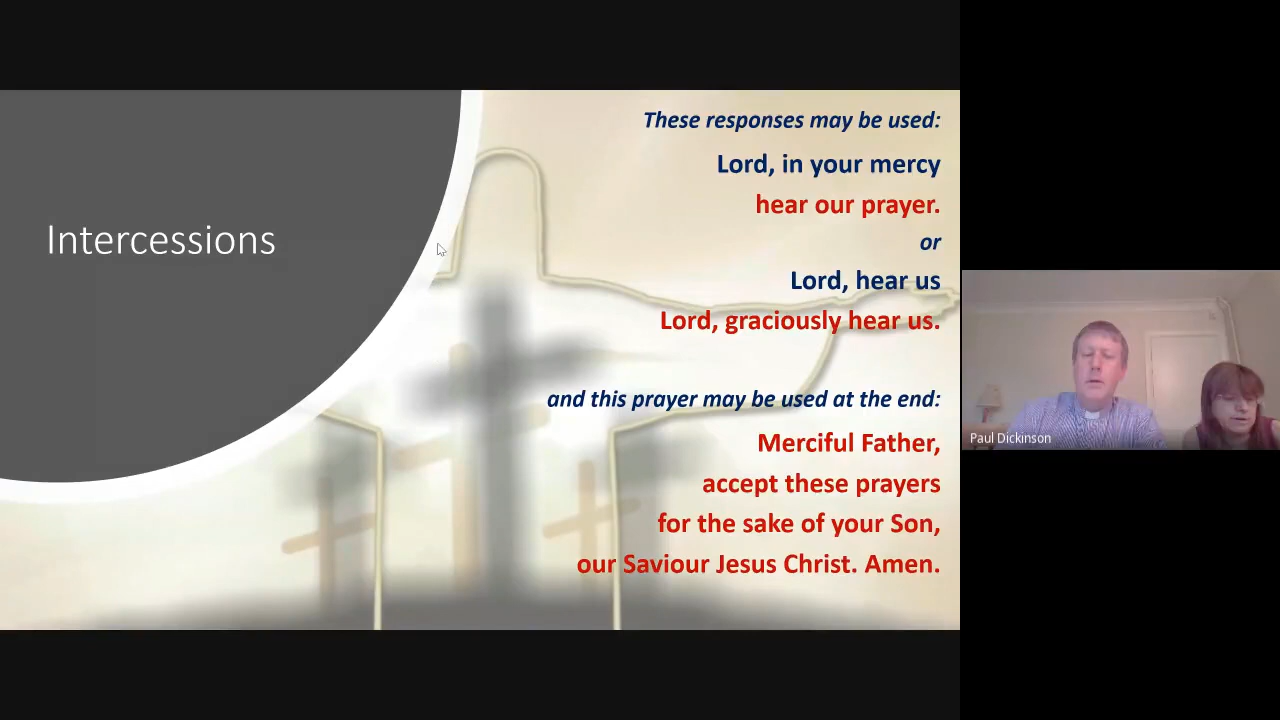 Intercessions
These responses may be used:
Lord, in your mercy
hear our prayer.
or
Lord, hear us
Lord, graciously hear us.
and this prayer may be used at the end:
Merciful Father,
accept these prayers
for the sake of your Son,
our Saviour Jesus Christ. Amen.
Paul Dickinson